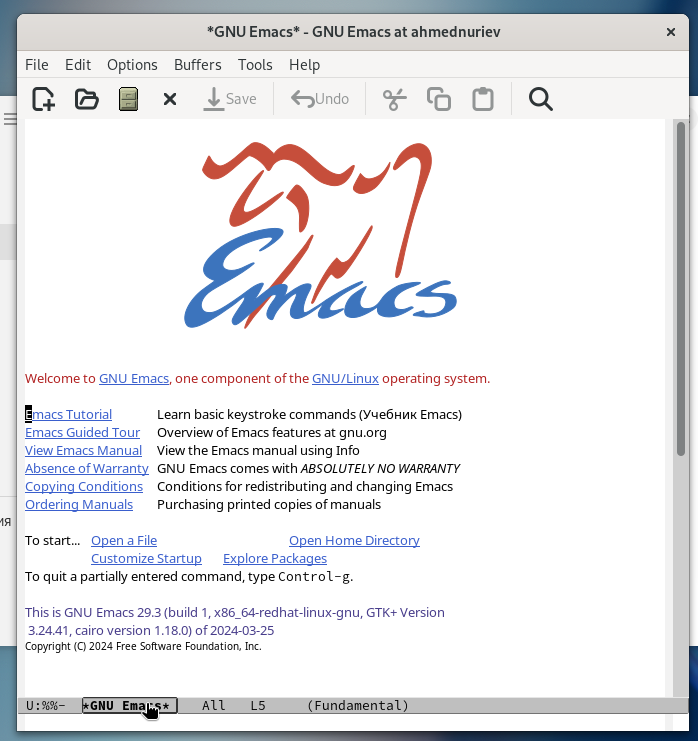 *GNU Emacs* - GNU Emacs at ahmednuriev
File Edit Options Buffers Tools Help
Save Undo
Emacs
Welcome to GNU Emacs, one component of the GNU/Linux operating system.
Emacs Tutorial Learn basic keystroke commands (Учебник Emacs)
Emacs Guided Tour Overview of Emacs features at gnu.org
View Emacs Manual View the Emacs manual using Info
Absence of Warranty GNU Emacs comes with ABSOLUTELY NO WARRANTY
Copying Conditions Conditions for redistributing and changing Emacs
Ordering Manuals Purchasing printed copies of manuals
ия
To start... Open a File Open Home Directory
Customize Startup Explore Packages
To quit a partially entered command, type Control-g.
This is GNU Emacs 29.3 (build 1, x86_64-redhat-linux-gnu, GTK+ Version
3.24.41, cairo version 1.18.0) of 2024-03-25
Copyright (C) 2024 Free Software Foundation, Inc.
U:%%- *GNU Emacs* All L5 (Fundamental)